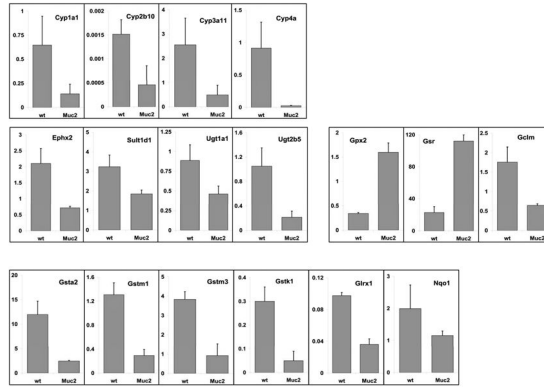 Cyp1a1
1
0.75
0.5
0.25
0
wt Muc2
Cyp2b10
0.002
0.0015
0.001
0.0005
0
wt Muc2
Cyp3a11
4
3
2
1
0
wt Muc2
Cyp4a
1.5
1
0.5
0
wt Muc2
Ephx2
3
2.5
2
1.5
1
0.5
0
wt Muc2
Sult1d1
5
4
3
2
1
0
wt Muc2
Ugt1a1
1.25
1
0.75
0.5
0.25
0
wt Muc2
Ugt2b5
1.6
1.2
0.8
0.4
0
wt Muc2
Gpx2
2
1.5
1
0.5
0
wt Muc2
Gsr
120
80
40
0
wt Muc2
Gclm
2.5
2
1.5
1
0.5
0
wt Muc2
Gsta2
20
15
10
5
0
wt Muc2
Gstm1
1.6
1.2
0.8
0.4
0
wt Muc2
Gstm3
5
4
3
2
1
0
wt Muc2
Gstk1
0.4
0.3
0.2
0.1
0
wt Muc2
Glrx1
0.12
0.08
0.04
0
wt Muc2
Nqo1
3
2
1
0
wt Muc2